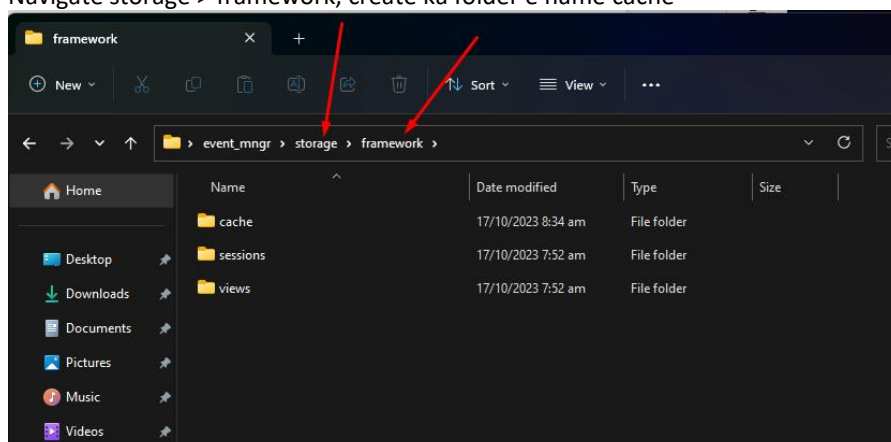 Navigate storage > framework, create ka folder e name cache
framework
New
Sort
View
event_mngr > storage > framework >
Home
Name Date modified Type Size
cache 17/10/2023 8:34 am File folder
Desktop
sessions 17/10/2023 7:52 am File folder
Downloads
views 17/10/2023 7:52 am File folder
Documents
Pictures
Music
Videos